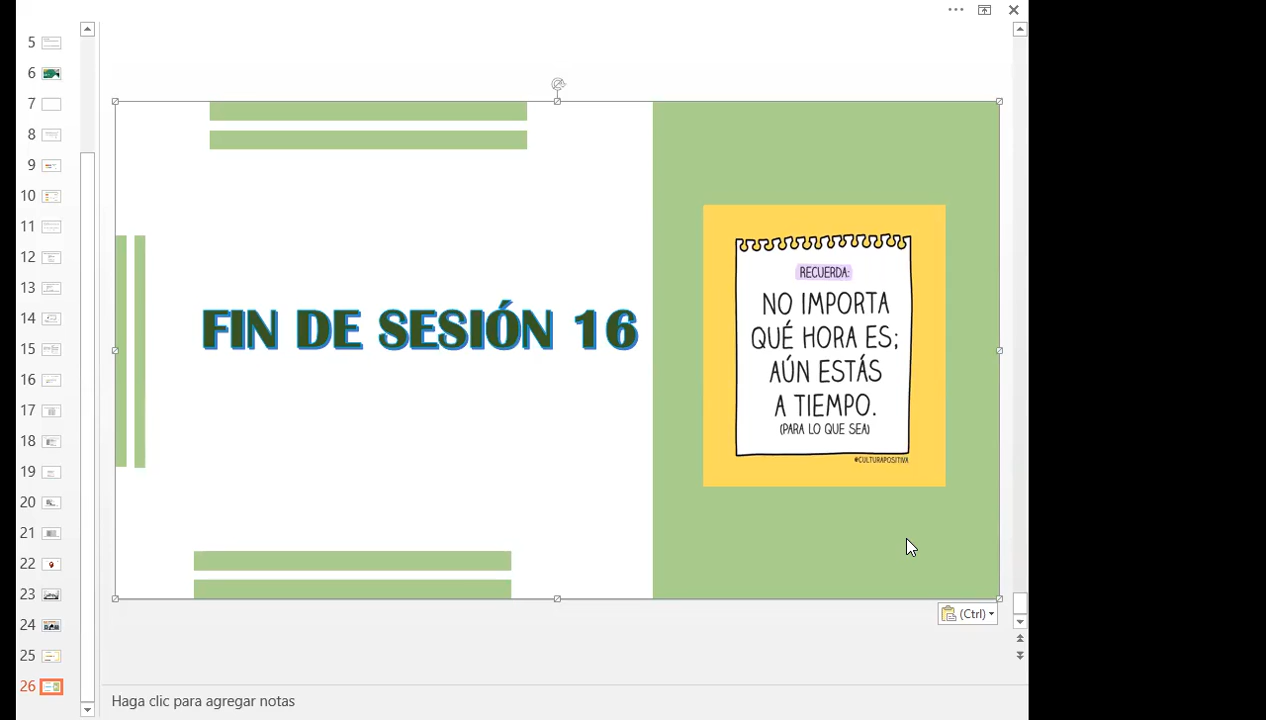 5
6
7
8
9
10
11
12
13
14
15
16
17
18
19
20
21
22
23
24
25
26
FIN DE SESIÓN 16
RECUERDA:
NO IMPORTA
QUÉ HORA ES;
AÚN ESTÁS
A TIEMPO.
(PARA LO QUE SEA)
#CULTURAPOSITIVA
(Ctrl)
Haga clic para agregar notas